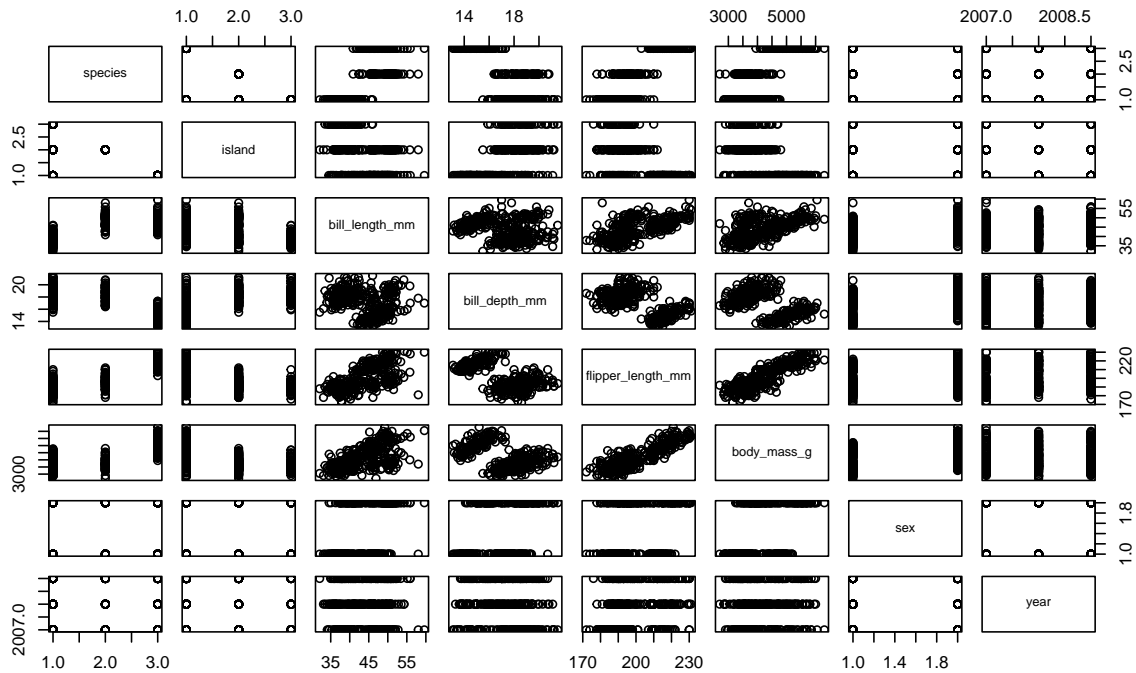 1.0 2.0 3.0 14 18 3000 5000 2007.0 2008.5
species 1.0 2.5
1.0 2.5 island
bill_length_mm 35 55
14 20 bill_depth_mm
flipper_length_mm 170 220
3000 body_mass_g
sex 1.0 1.8
2007.0 year
1.0 2.0 3.0 35 45 55 170 200 230 1.0 1.4 1.8